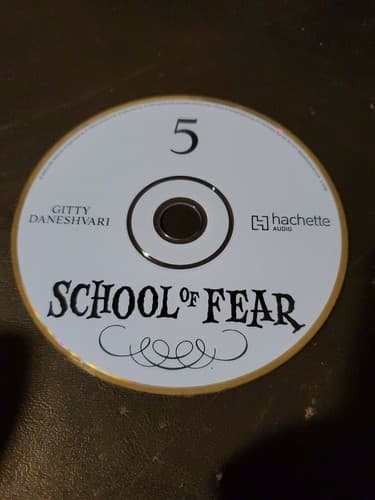 5
GITTY
DANESHVARI
hachette
AUDIO
SCHOOL OF FEAR